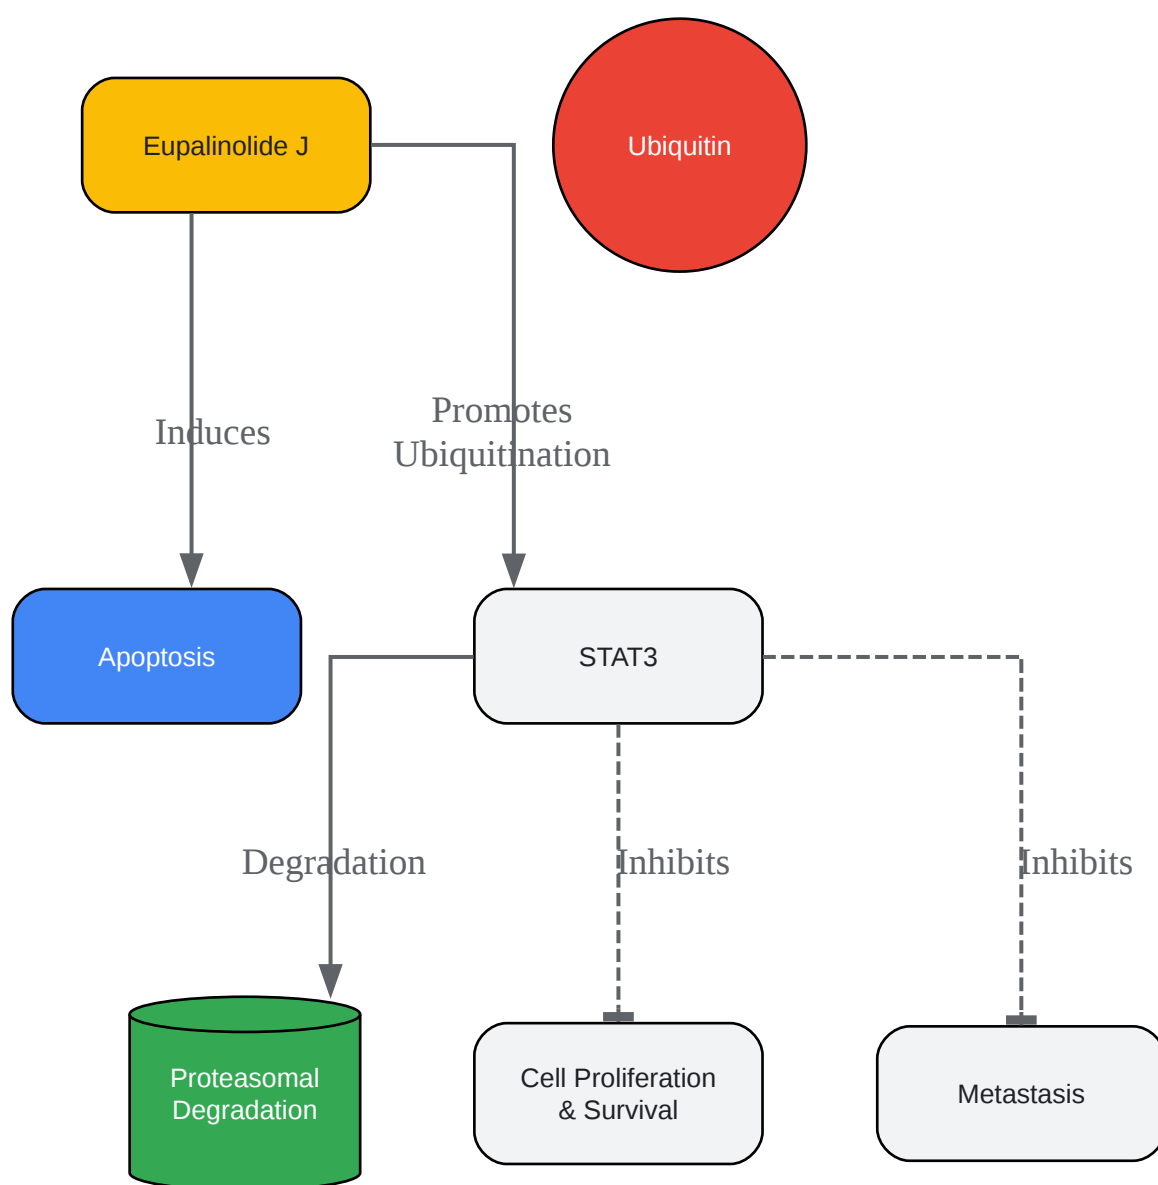 Eupalinolide J
Ubiquitin
Induces
Promotes
Ubiquitination
Apoptosis
STAT3
Degradation
Inhibits
Inhibits
Proteasomal
Degradation
Cell Proliferation
& Survival
Metastasis